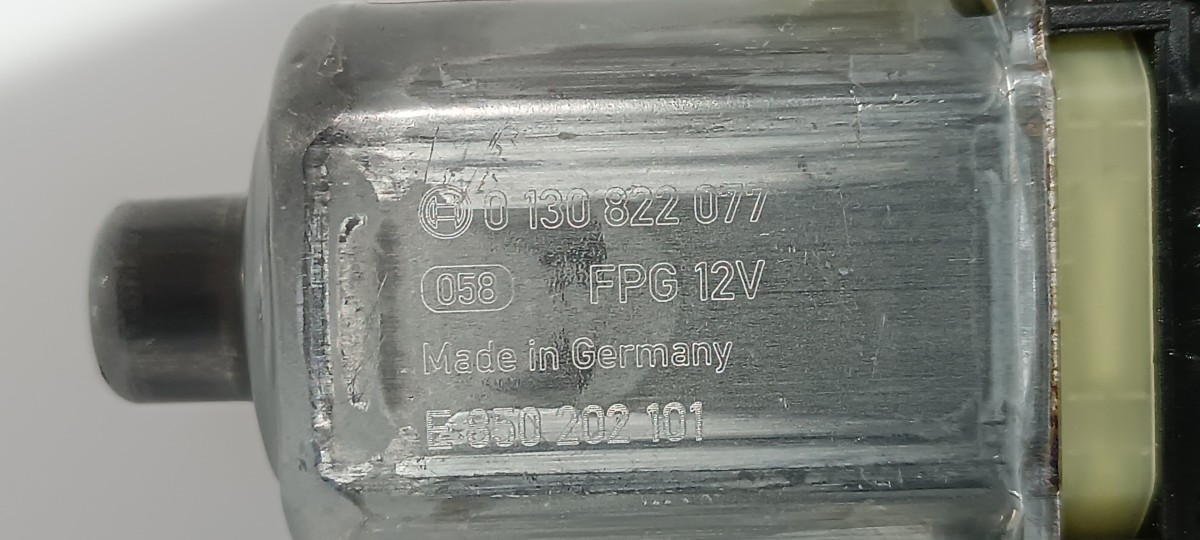 0 130 822 077
058 FPG 12V
Made in Germany
E 850 202 101